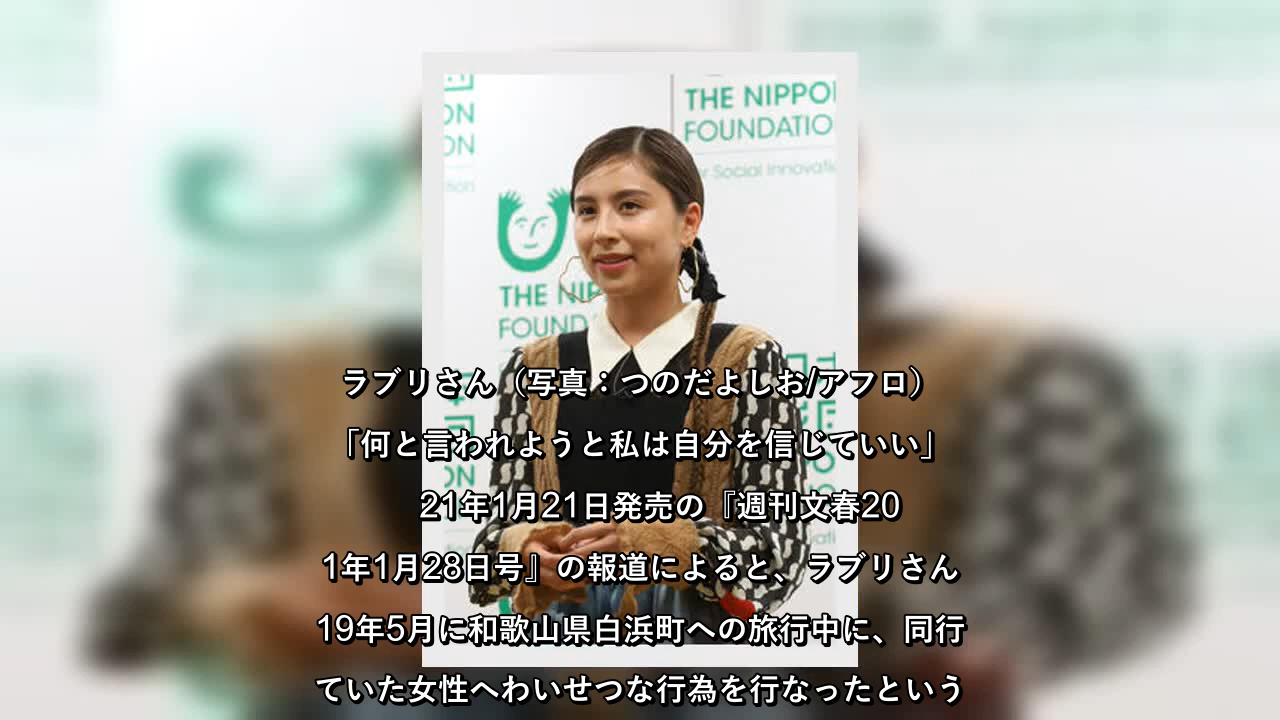 THE NIPPO
FOUNDATIO
r Social Innovati
ON
ON
THE NIP
FOUND
ラブリさん（写真：つのだよしお/アフロ）
「何と言われようと私は自分を信じていい」
21年1月21日発売の『週刊文春20
1年1月28日号』の報道によると、ラブリさん
19年5月に和歌山県白浜町への旅行中に、同行
ていた女性へわいせつな行為を行なったという